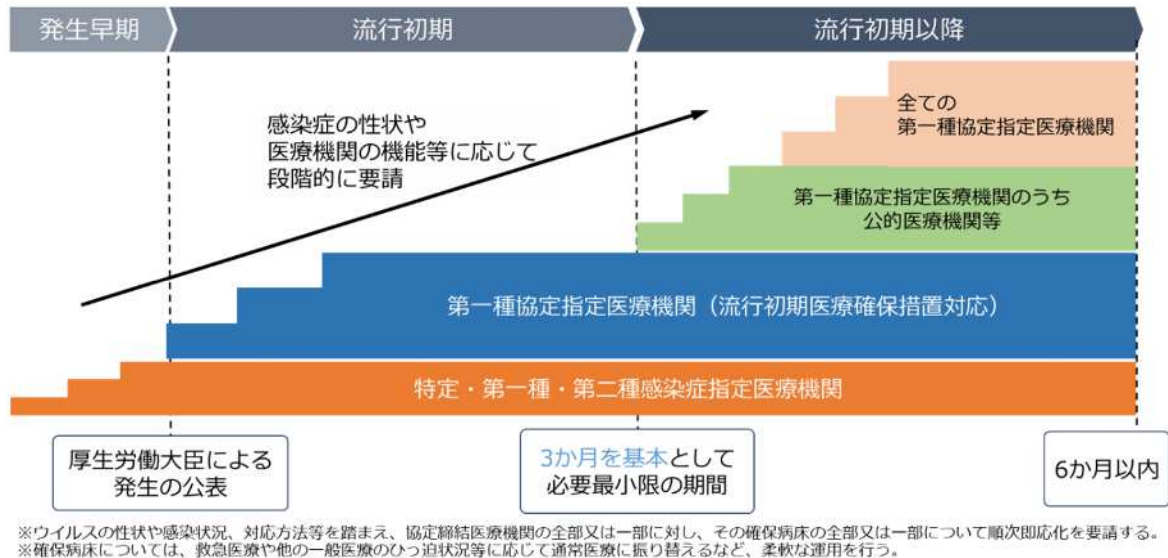 発生早期
流行初期
流行初期以降
感染症の性状や
医療機関の機能等に応じて
段階的に要請
全ての
第一種協定指定医療機関
第一種協定指定医療機関のうち
公的医療機関等
第一種協定指定医療機関（流行初期医療確保措置対応）
特定・第一種・第二種感染症指定医療機関
厚生労働大臣による
発生の公表
3か月を基本として
必要最小限の期間
6か月以内
※ウイルスの性状や感染状況、対応方法等を踏まえ、協定締結医療機関の全部又は一部に対し、その確保病床の全部又は一部について順次即応化を要請する。
※確保病床については、救急医療や他の一般医療のひっ迫状況等に応じて通常医療に振り替えるなど、柔軟な運用を行う。